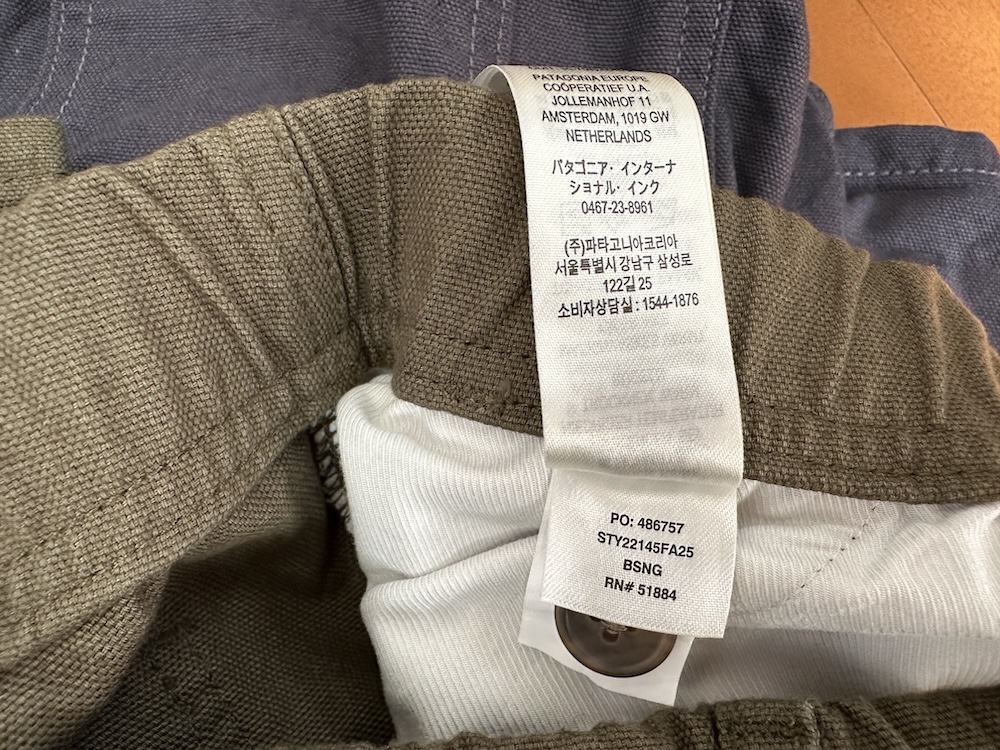 PATAGONIA EUROPE
COÖPERATIEF U.A.
JOLLEMANHOF 11
AMSTERDAM, 1019 GW
NETHERLANDS
パタゴニア・インターナ
ショナル・インク
0467-23-8961
(주)파타고니아코리아
서울특별시 강남구 삼성로
122길 25
소비자상담실 : 1544-1876
PO: 486757
STY22145FA25
BSNG
RN# 51884